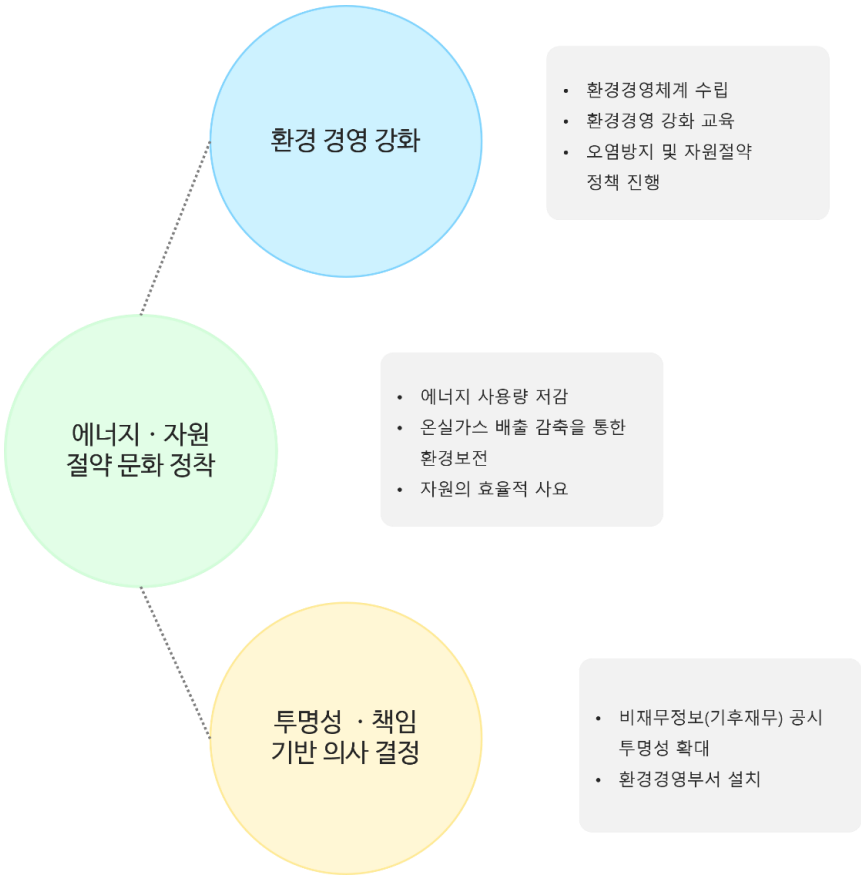 환경 경영 강화
• 환경경영체계 수립
• 환경경영 강화 교육
• 오염방지 및 자원절약
정책 진행
에너지 · 자원
절약 문화 정착
• 에너지 사용량 저감
• 온실가스 배출 감축을 통한
환경보전
• 자원의 효율적 사요
투명성 · 책임
기반 의사 결정
• 비재무정보(기후재무) 공시
투명성 확대
• 환경경영부서 설치